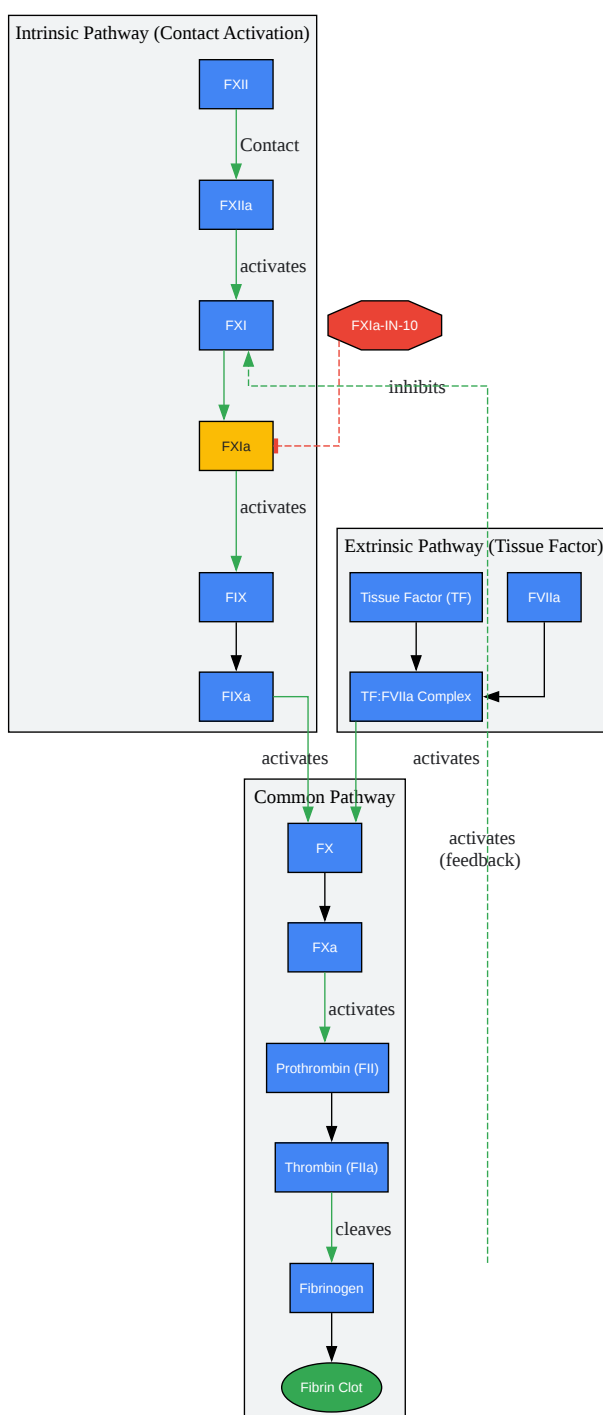 Intrinsic Pathway (Contact Activation)
FXII
Contact
FXIIa
activates
FXI
FXIa-IN-10
inhibits
FXIa
activates
Extrinsic Pathway (Tissue Factor)
FIX
Tissue Factor (TF)
FVIIa
FIXa
TF:FVIIa Complex
activates
activates
Common Pathway
FX
activates
(feedback)
FXa
activates
Prothrombin (FII)
Thrombin (FIIa)
cleaves
Fibrinogen
Fibrin Clot